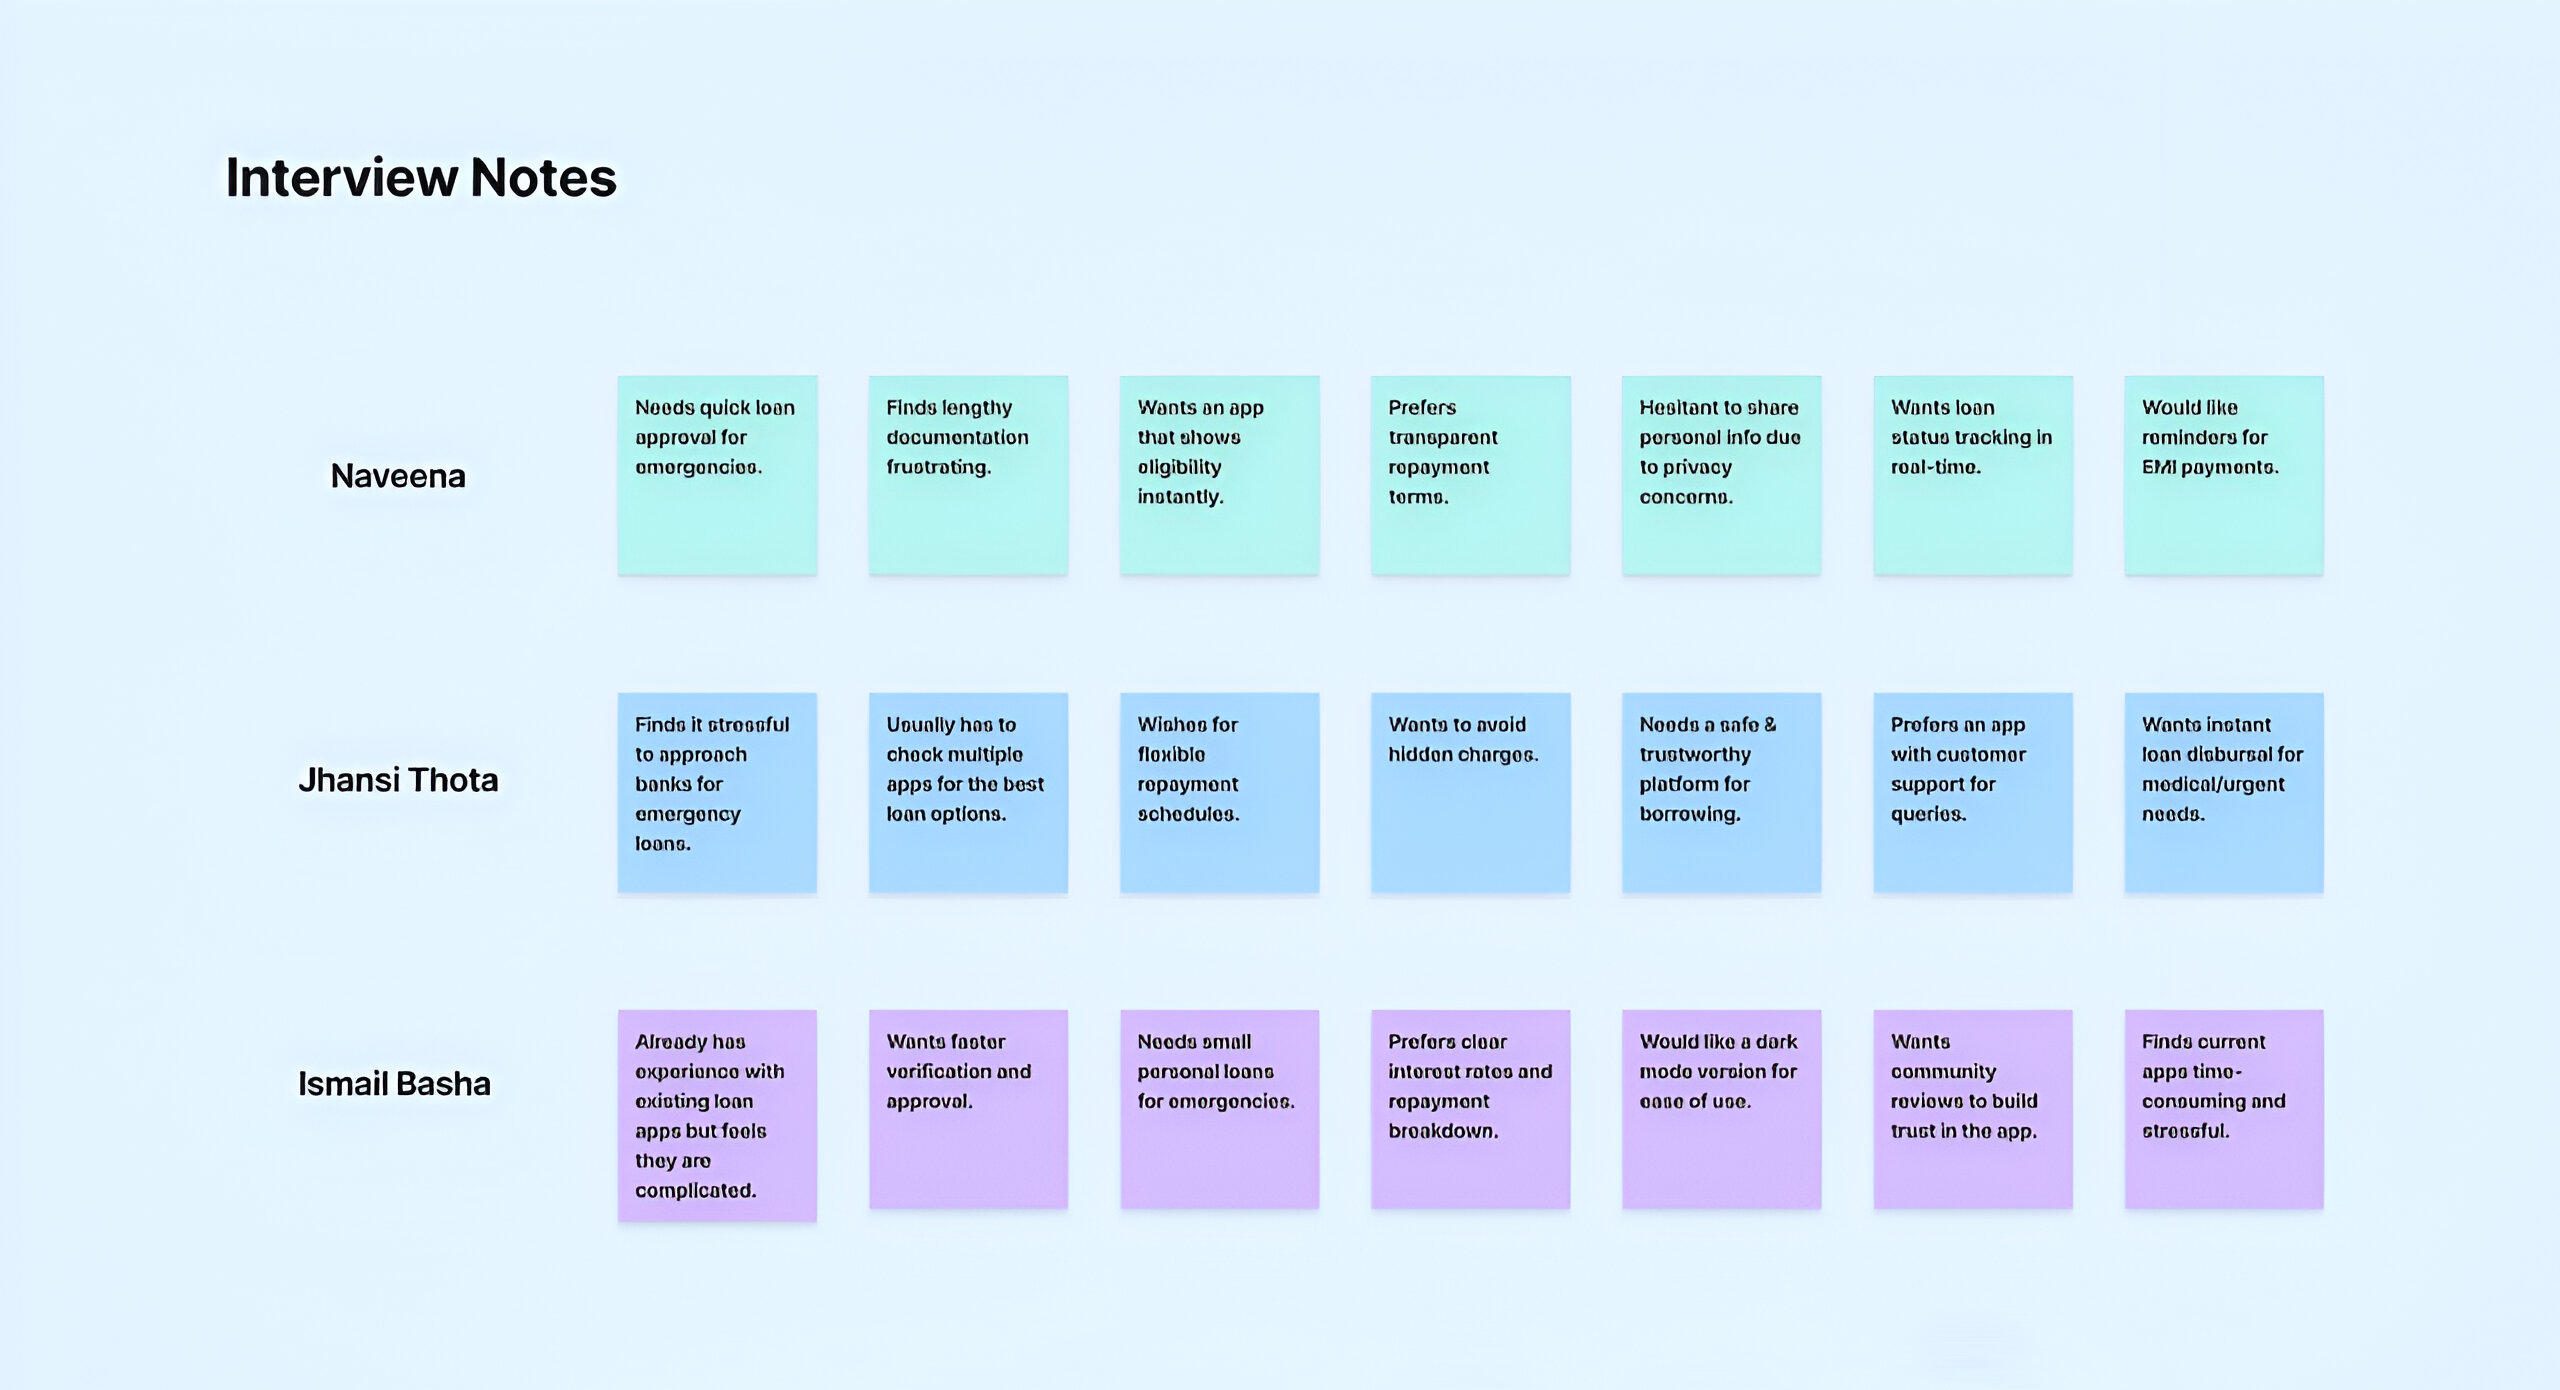 Interview Notes
Naveena
Needs quick loan
approval for
emergencies.
Finds lengthy
documentation
frustrating.
Wants an app
that shows
eligibility
instantly.
Prefers
transparent
repayment
terms.
Hesitant to share
personal info due
to privacy
concerns.
Wants loan
status tracking in
real-time.
Would like
reminders for
EMI payments.
Jhansi Thota
Finds it stressful
to approach
banks for
emergency
loans.
Usually has to
check multiple
apps for the best
loan options.
Wishes for
flexible
repayment
schedules.
Wants to avoid
hidden charges.
Needs a safe &
trustworthy
platform for
borrowing.
Prefers an app
with customer
support for
queries.
Wants instant
loan disbursal for
medical/urgent
needs.
Ismail Basha
Already has
experience with
existing loan
apps but feels
they are
complicated.
Wants faster
verification and
approval.
Needs small
personal loans
for emergencies.
Prefers clear
interest rates and
repayment
breakdown.
Would like a dark
mode version for
ease of use.
Wants
community
reviews to build
trust in the app.
Finds current
apps time-
consuming and
stressful.